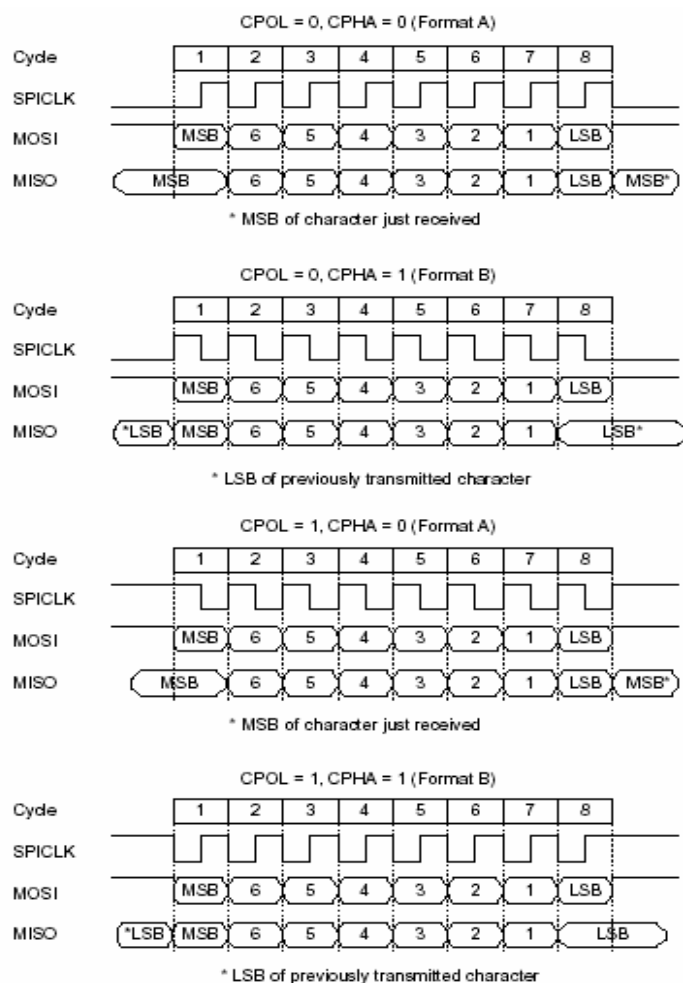 CPOL = 0, CPHA = 0 (Format A)
Cycle 1 2 3 4 5 6 7 8
SPICLK
MOSI MSB 6 5 4 3 2 1 LSB
MISO MSB 6 5 4 3 2 1 LSB MSB*
* MSB of character just received
CPOL = 0, CPHA = 1 (Format B)
Cycle 1 2 3 4 5 6 7 8
SPICLK
MOSI MSB 6 5 4 3 2 1 LSB
MISO *LSB MSB 6 5 4 3 2 1 LSB*
* LSB of previously transmitted character
CPOL = 1, CPHA = 0 (Format A)
Cycle 1 2 3 4 5 6 7 8
SPICLK
MOSI MSB 6 5 4 3 2 1 LSB
MISO MSB 6 5 4 3 2 1 LSB MSB*
* MSB of character just received
CPOL = 1, CPHA = 1 (Format B)
Cycle 1 2 3 4 5 6 7 8
SPICLK
MOSI MSB 6 5 4 3 2 1 LSB
MISO *LSB MSB 6 5 4 3 2 1 LSB
* LSB of previously transmitted character